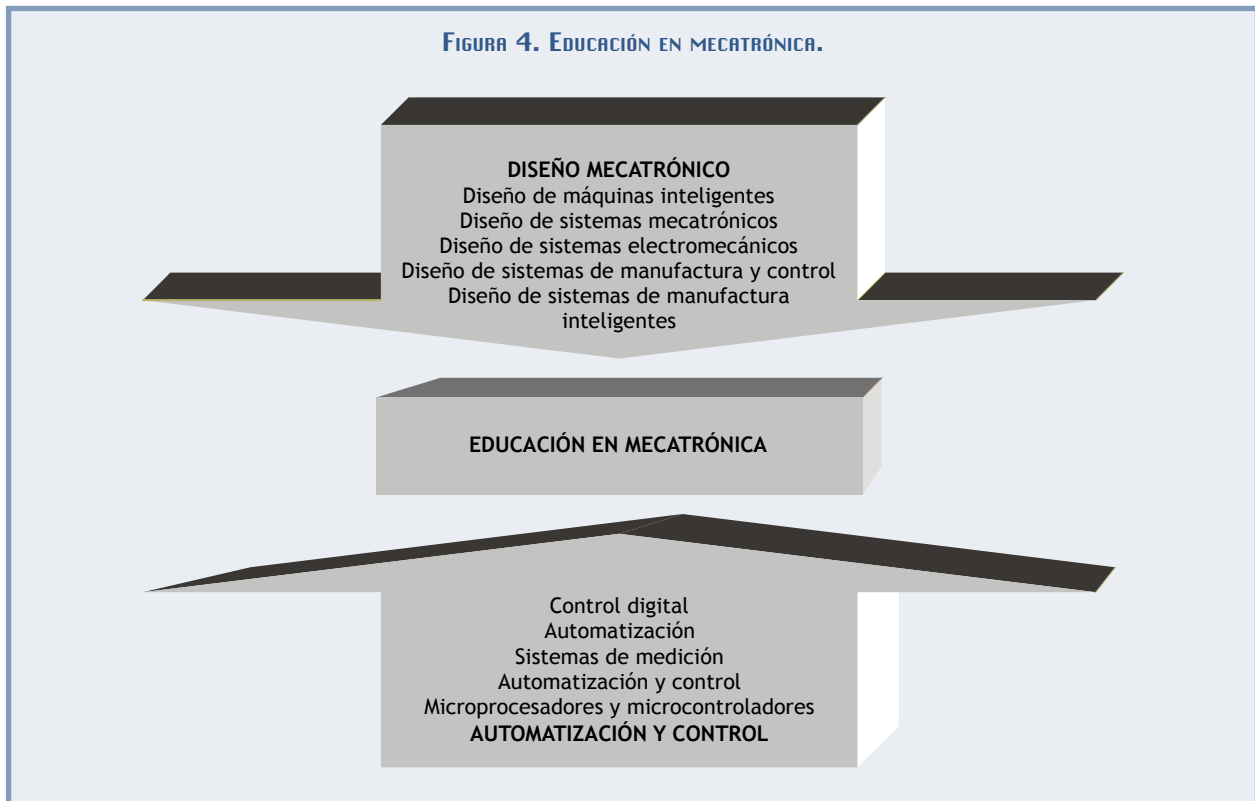 Figura 4. Educación en mecatrónica.
DISEÑO MECATRÓNICO
Diseño de máquinas inteligentes
Diseño de sistemas mecatrónicos
Diseño de sistemas electromecánicos
Diseño de sistemas de manufactura y control
Diseño de sistemas de manufactura
inteligentes
EDUCACIÓN EN MECATRÓNICA
Control digital
Automatización
Sistemas de medición
Automatización y control
Microprocesadores y microcontroladores
AUTOMATIZACIÓN Y CONTROL